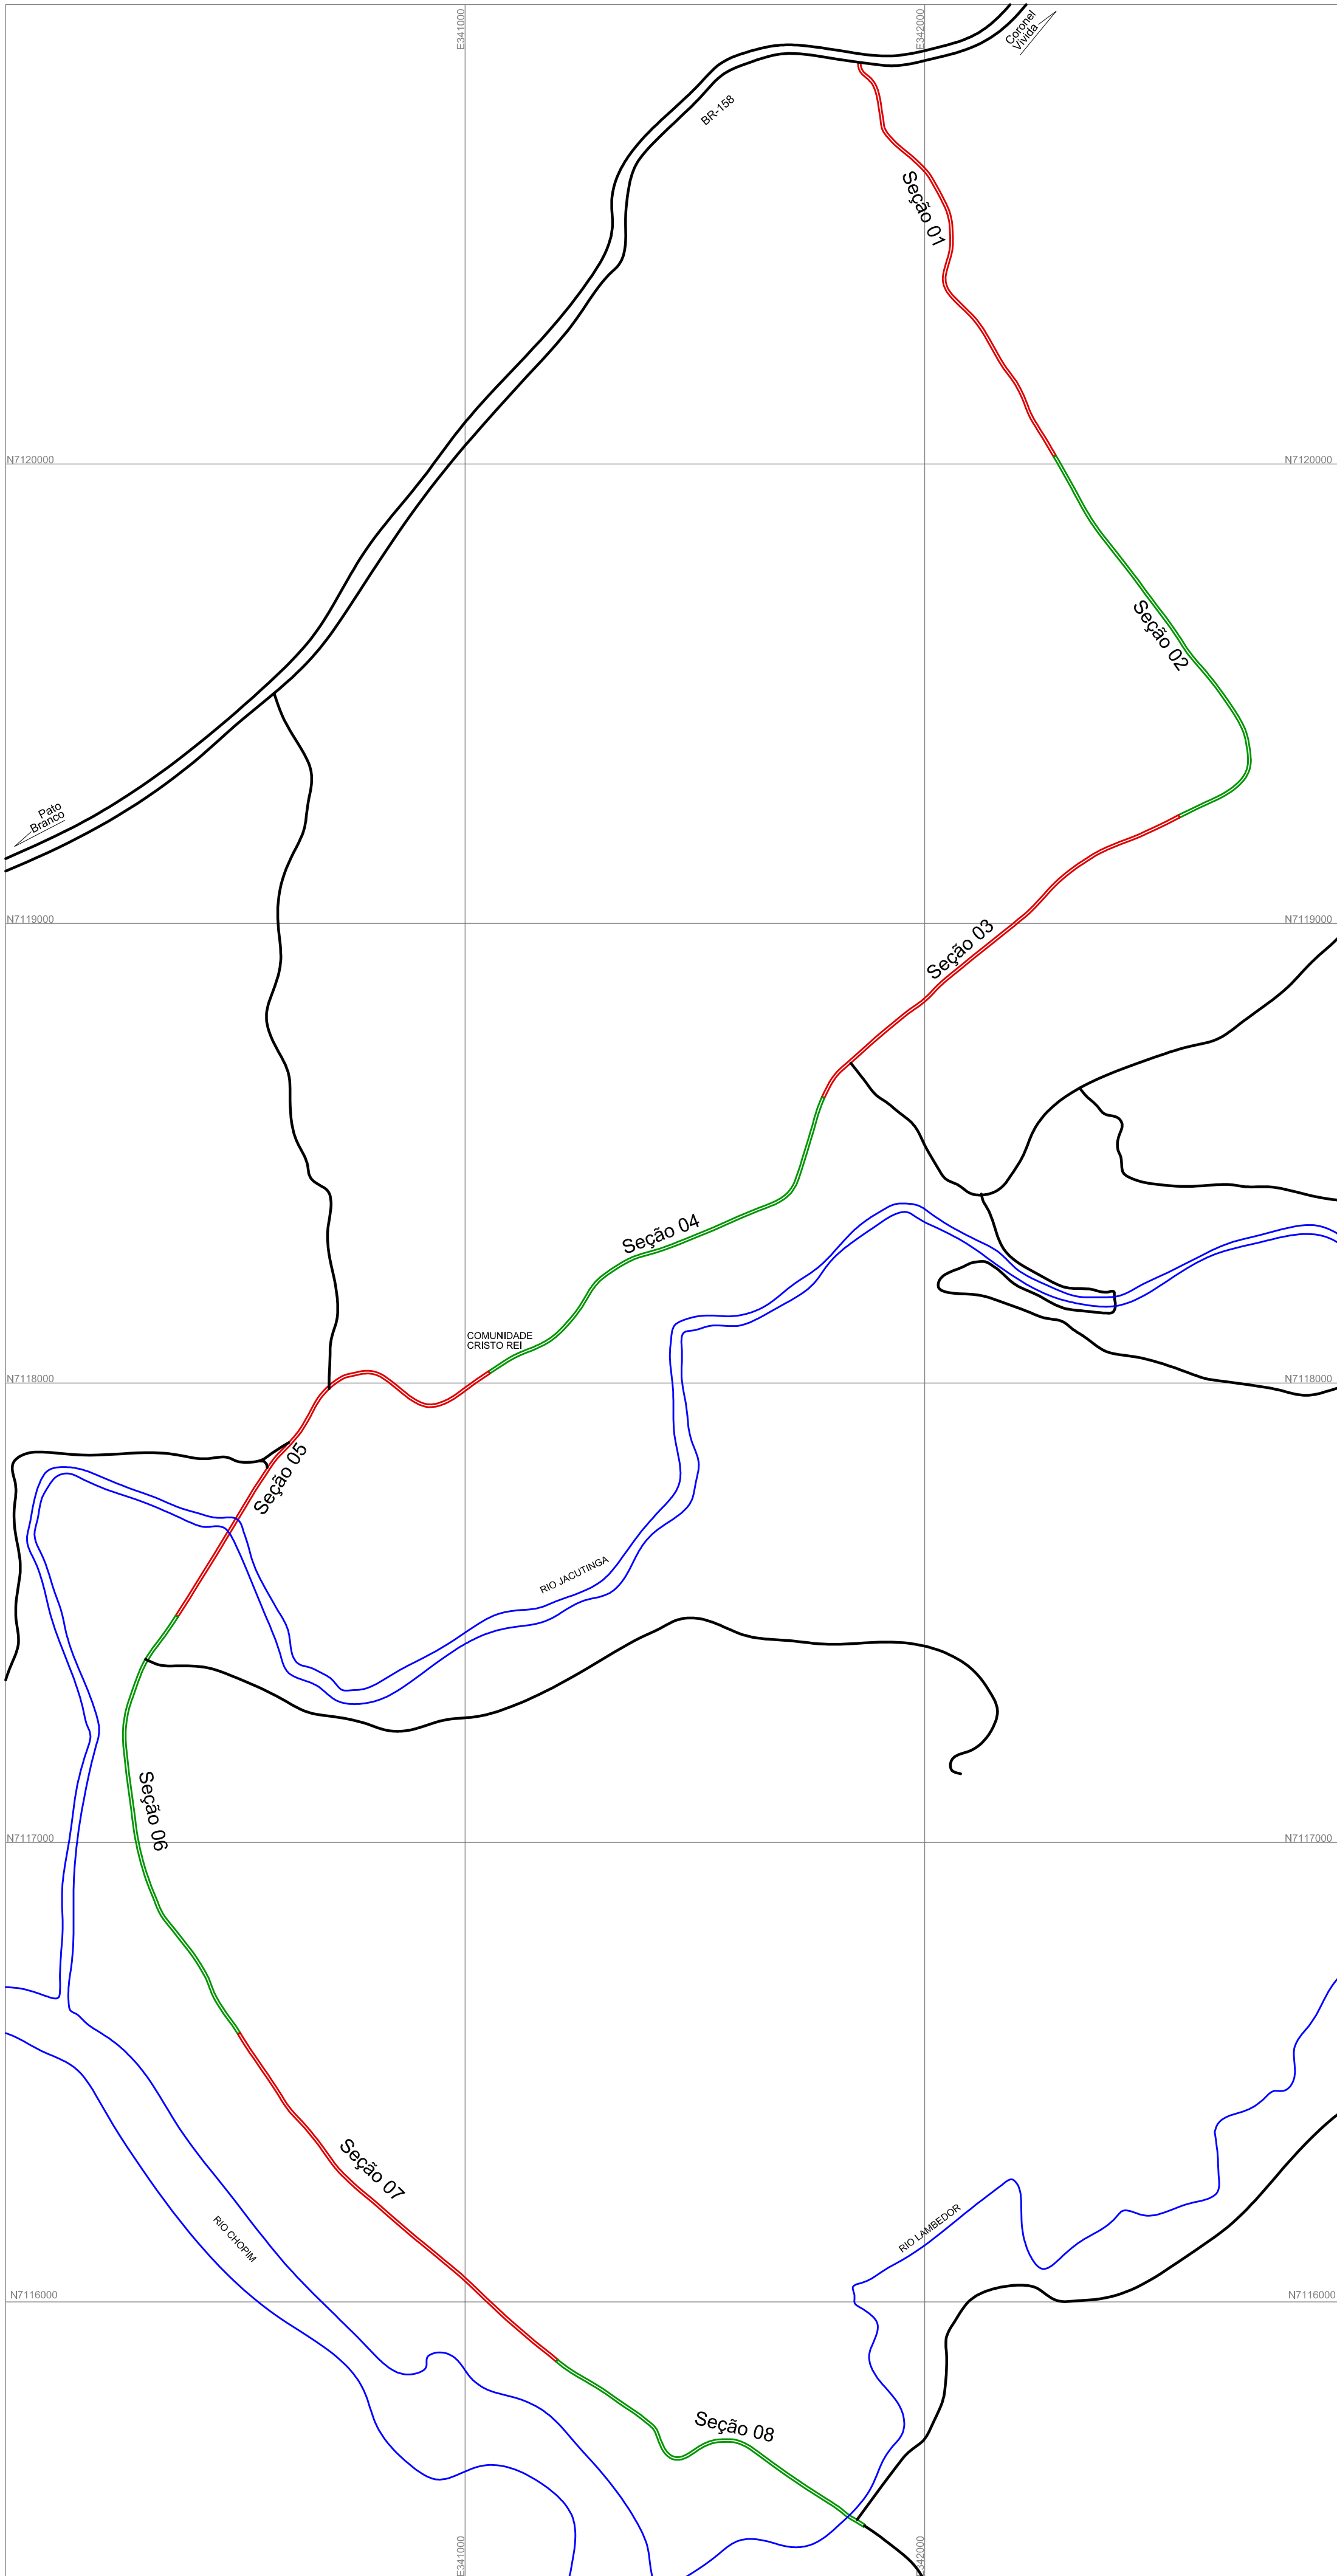 E341000
E342000
Coronel
Vivida
BR-158
Seção 01
N7120000
N7120000
Seção 02
Pato
Branco
N7119000
N7119000
Seção 03
Seção 04
COMUNIDADE
CRISTO REI
N7118000
N7118000
Seção 05
RIO JACUTINGA
Seção 06
N7117000
N7117000
Seção 07
RIO CHOPIM
RIO LAMBEDOR
N7116000
N7116000
Seção 08
E341000
E342000